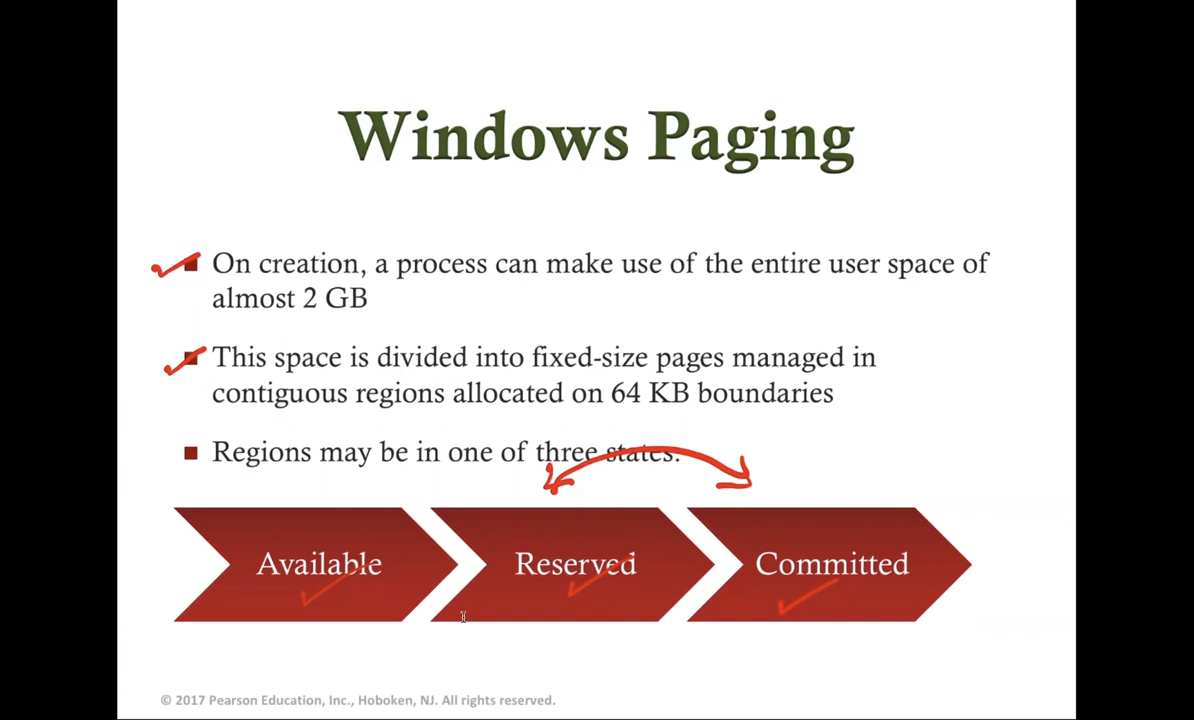 Windows Paging
On creation, a process can make use of the entire user space of
almost 2 GB
This space is divided into fixed-size pages managed in
contiguous regions allocated on 64 KB boundaries
Regions may be in one of three states:
Available
Reserved
Committed
© 2017 Pearson Education, Inc., Hoboken, NJ. All rights reserved.